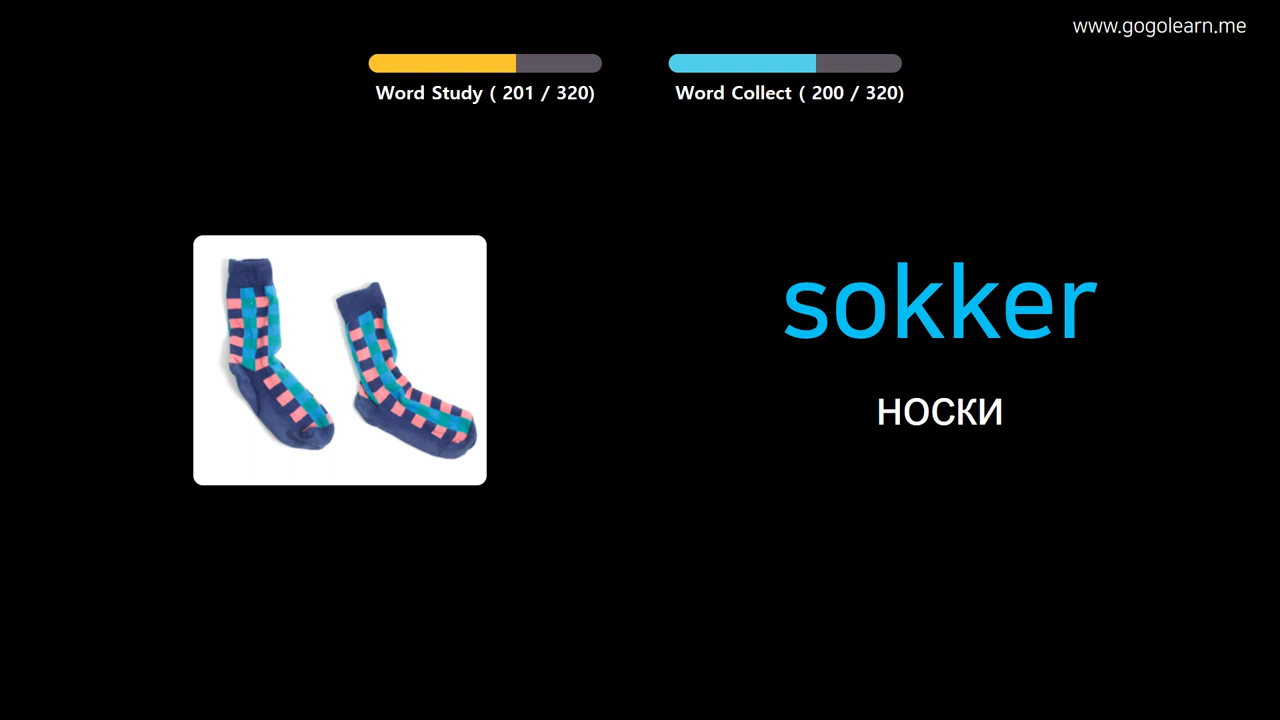 www.gogolearn.me
Word Study ( 201 / 320)
Word Collect ( 200 / 320)
sokker
носки